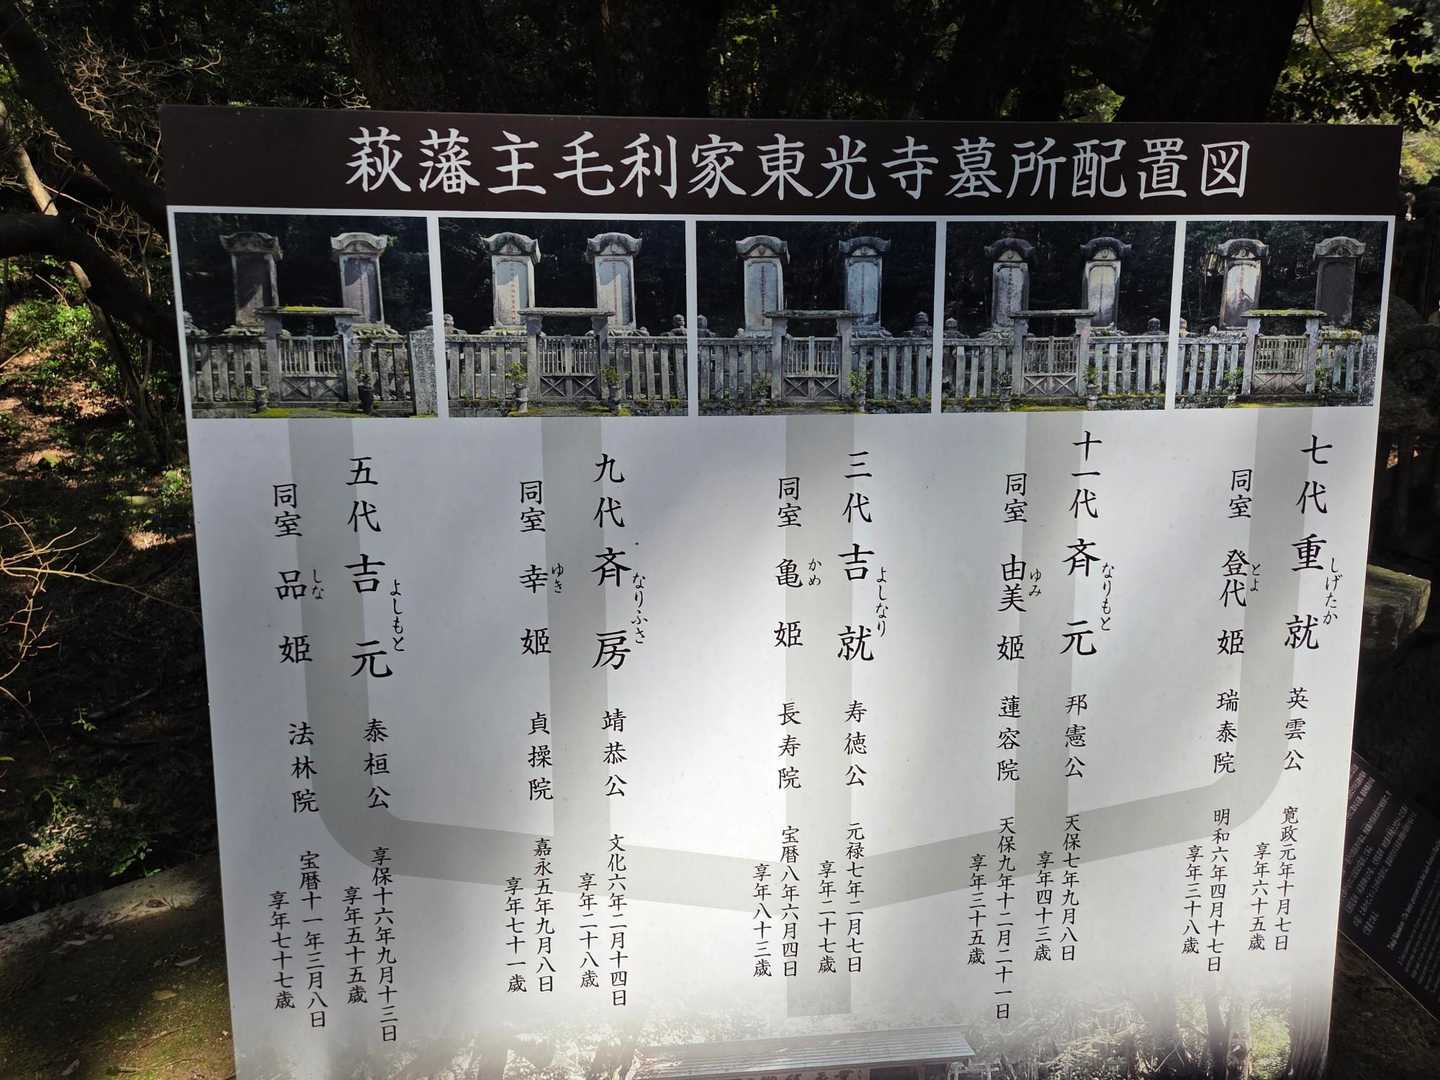 萩藩主毛利家東光寺墓所配置図
七代 重就 しげたか 英雲公 寛政元年十月七日
享年六十五歳
同室 登代姫 とよ 瑞泰院 明和六年四月十七日
享年三十八歳
十一代 斉元 なりもと 邦憲公 天保七年九月八日
享年四十三歳
同室 由美姫 ゆみ 蓮容院 天保九年十二月二十一日
享年三十五歳
三代 吉就 よしなり 寿徳公 元禄七年二月七日
享年二十七歳
同室 亀姫 かめ 長寿院 宝暦八年六月四日
享年八十三歳
九代 斉房 なりふさ 靖恭公 文化六年二月十四日
享年二十八歳
同室 幸姫 ゆき 貞操院 嘉永五年九月八日
享年七十一歳
五代 吉元 よしもと 泰桓公 享保十六年九月十三日
享年五十五歳
同室 品姫 しな 法林院 宝暦十一年三月八日
享年七十七歳